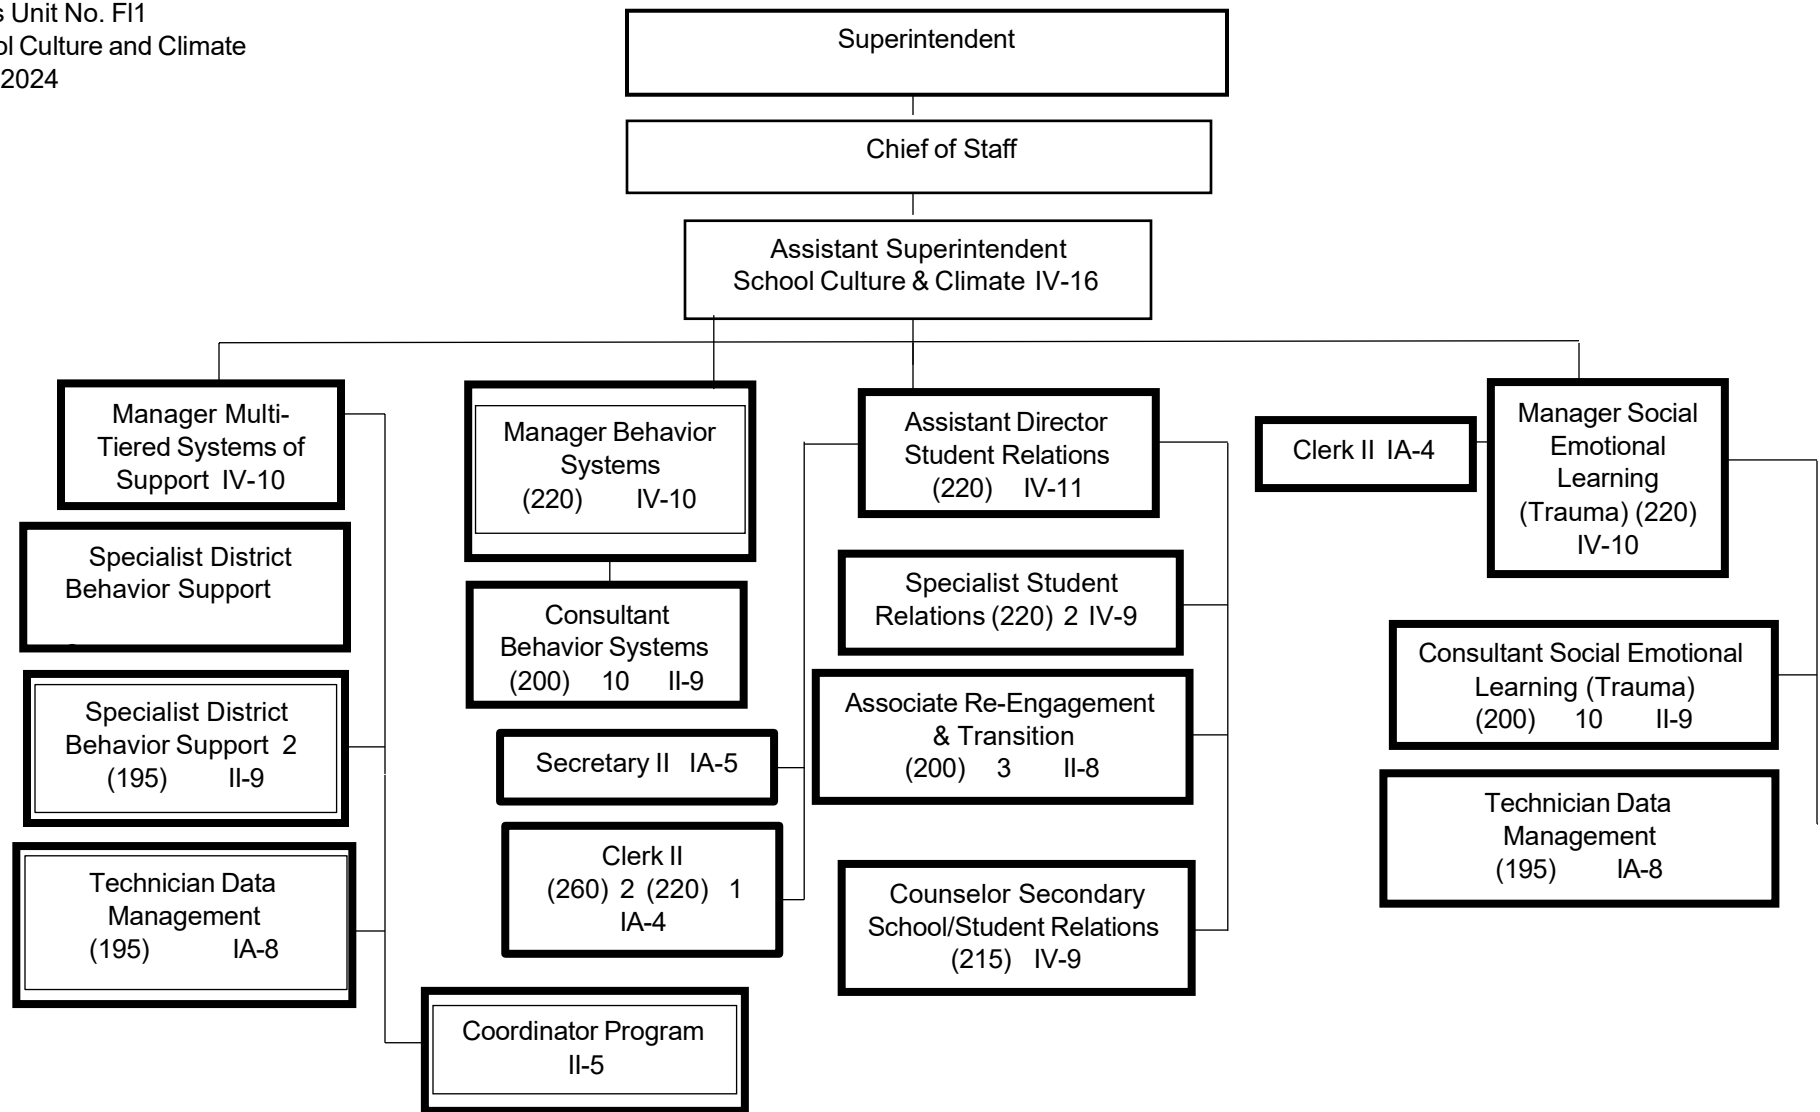 s Unit No. FI1
ol Culture and Climate
2024
Superintendent
Chief of Staff
Assistant Superintendent
School Culture & Climate IV-16
Manager Multi-
Tiered Systems of
Support IV-10
Specialist District
Behavior Support
Specialist District
Behavior Support 2
(195) II-9
Technician Data
Management
(195) IA-8
Coordinator Program
II-5
Manager Behavior
Systems
(220) IV-10
Consultant
Behavior Systems
(200) 10 II-9
Secretary II IA-5
Clerk II
(260) 2 (220) 1
IA-4
Assistant Director
Student Relations
(220) IV-11
Specialist Student
Relations (220) 2 IV-9
Associate Re-Engagement
& Transition
(200) 3 II-8
Counselor Secondary
School/Student Relations
(215) IV-9
Clerk II IA-4
Manager Social
Emotional
Learning
(Trauma) (220)
IV-10
Consultant Social Emotional
Learning (Trauma)
(200) 10 II-9
Technician Data
Management
(195) IA-8